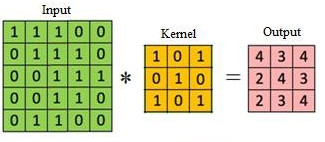 Input
1 1 1 0 0
0 1 1 1 0
0 0 1 1 1
0 0 1 1 0
0 1 1 0 0
*
Kernel
1 0 1
0 1 0
1 0 1
=
Output
4 3 4
2 4 3
2 3 4